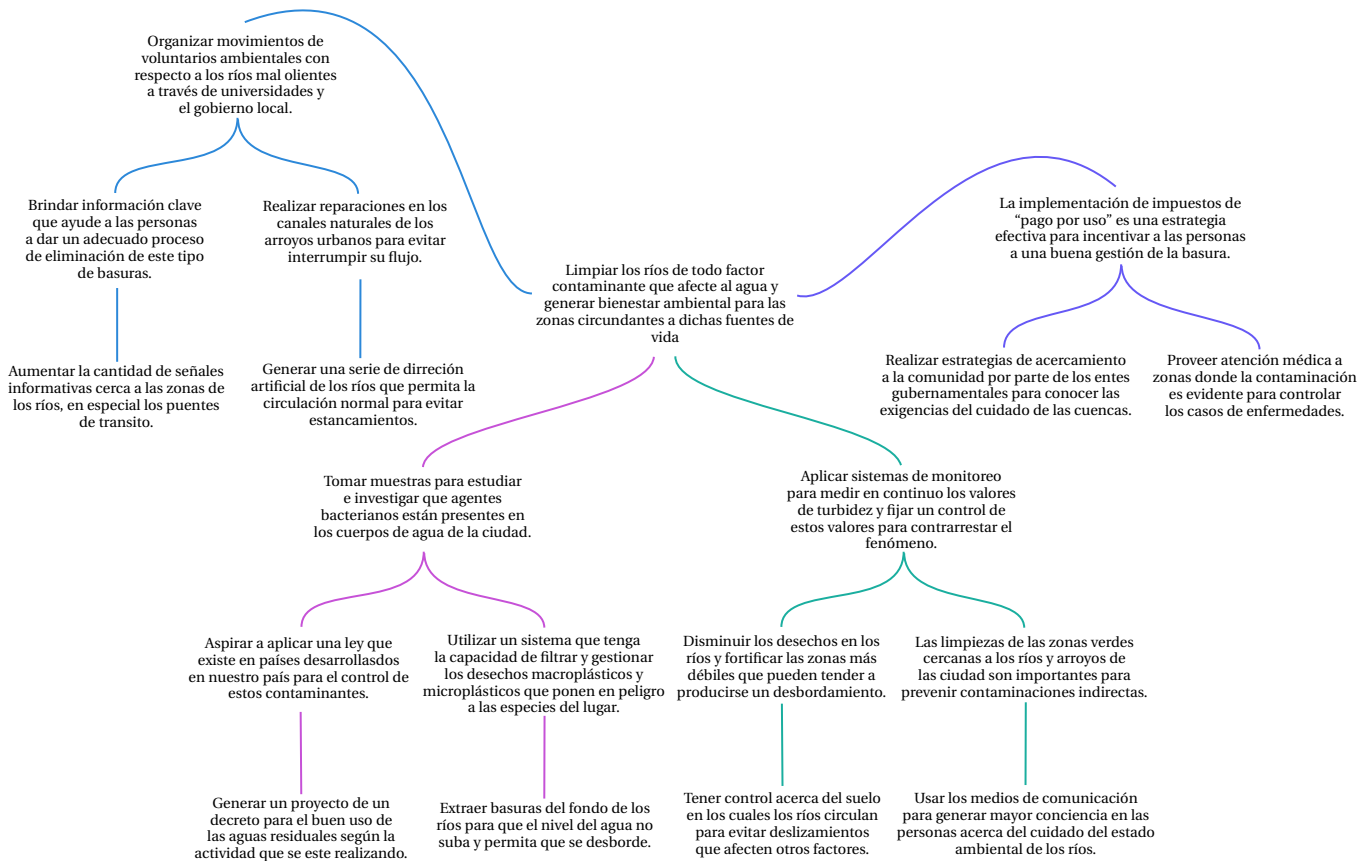 Organizar movimientos de
voluntarios ambientales con
respecto a los ríos mal olientes
a través de universidades y
el gobierno local.
Brindar información clave
que ayude a las personas
a dar un adecuado proceso
de eliminación de este tipo
de basuras.
Realizar reparaciones en los
canales naturales de los
arroyos urbanos para evitar
interrumpir su flujo.
Aumentar la cantidad de señales
informativas cerca a las zonas de
los ríos, en especial los puentes
de transito.
Generar una serie de dirreción
artificial de los ríos que permita la
circulación normal para evitar
estancamientos.
Limpiar los ríos de todo factor
contaminante que afecte al agua y
generar bienestar ambiental para las
zonas circundantes a dichas fuentes de
vida
La implementación de impuestos de
“pago por uso” es una estrategia
efectiva para incentivar a las personas
a una buena gestión de la basura.
Realizar estrategias de acercamiento
a la comunidad por parte de los entes
gubernamentales para conocer las
exigencias del cuidado de las cuencas.
Proveer atención médica a
zonas donde la contaminación
es evidente para controlar
los casos de enfermedades.
Tomar muestras para estudiar
e investigar que agentes
bacterianos están presentes en
los cuerpos de agua de la ciudad.
Aplicar sistemas de monitoreo
para medir en continuo los valores
de turbidez y fijar un control de
estos valores para contrarrestar el
fenómeno.
Aspirar a aplicar una ley que
existe en países desarrollasdos
en nuestro país para el control de
estos contaminantes.
Utilizar un sistema que tenga
la capacidad de filtrar y gestionar
los desechos macroplásticos y
microplásticos que ponen en peligro
a las especies del lugar.
Disminuir los desechos en los
ríos y fortificar las zonas más
débiles que pueden tender a
producirse un desbordamiento.
Las limpiezas de las zonas verdes
cercanas a los ríos y arroyos de
las ciudad son importantes para
prevenir contaminaciones indirectas.
Generar un proyecto de un
decreto para el buen uso de
las aguas residuales según la
actividad que se este realizando.
Extraer basuras del fondo de los
ríos para que el nivel del agua no
suba y permita que se desborde.
Tener control acerca del suelo
en los cuales los ríos circulan
para evitar deslizamientos
que afecten otros factores.
Usar los medios de comunicación
para generar mayor conciencia en las
personas acerca del cuidado del estado
ambiental de los ríos.